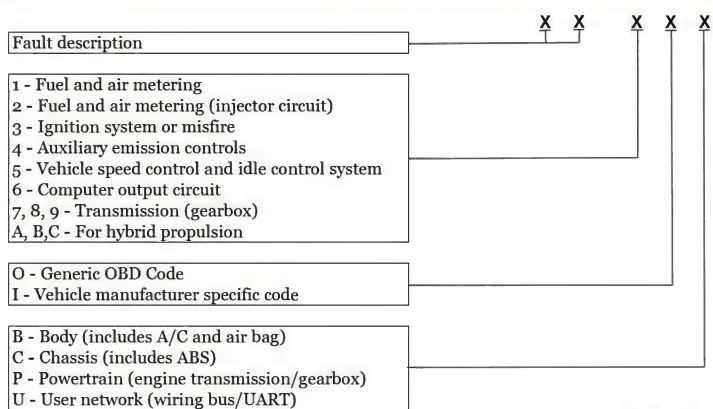 X X X X X
Fault description
1 - Fuel and air metering
2 - Fuel and air metering (injector circuit)
3 - Ignition system or misfire
4 - Auxiliary emission controls
5 - Vehicle speed control and idle control system
6 - Computer output circuit
7, 8, 9 - Transmission (gearbox)
A, B,C - For hybrid propulsion
O - Generic OBD Code
I - Vehicle manufacturer specific code
B - Body (includes A/C and air bag)
C - Chassis (includes ABS)
P - Powertrain (engine transmission/gearbox)
U - User network (wiring bus/UART)